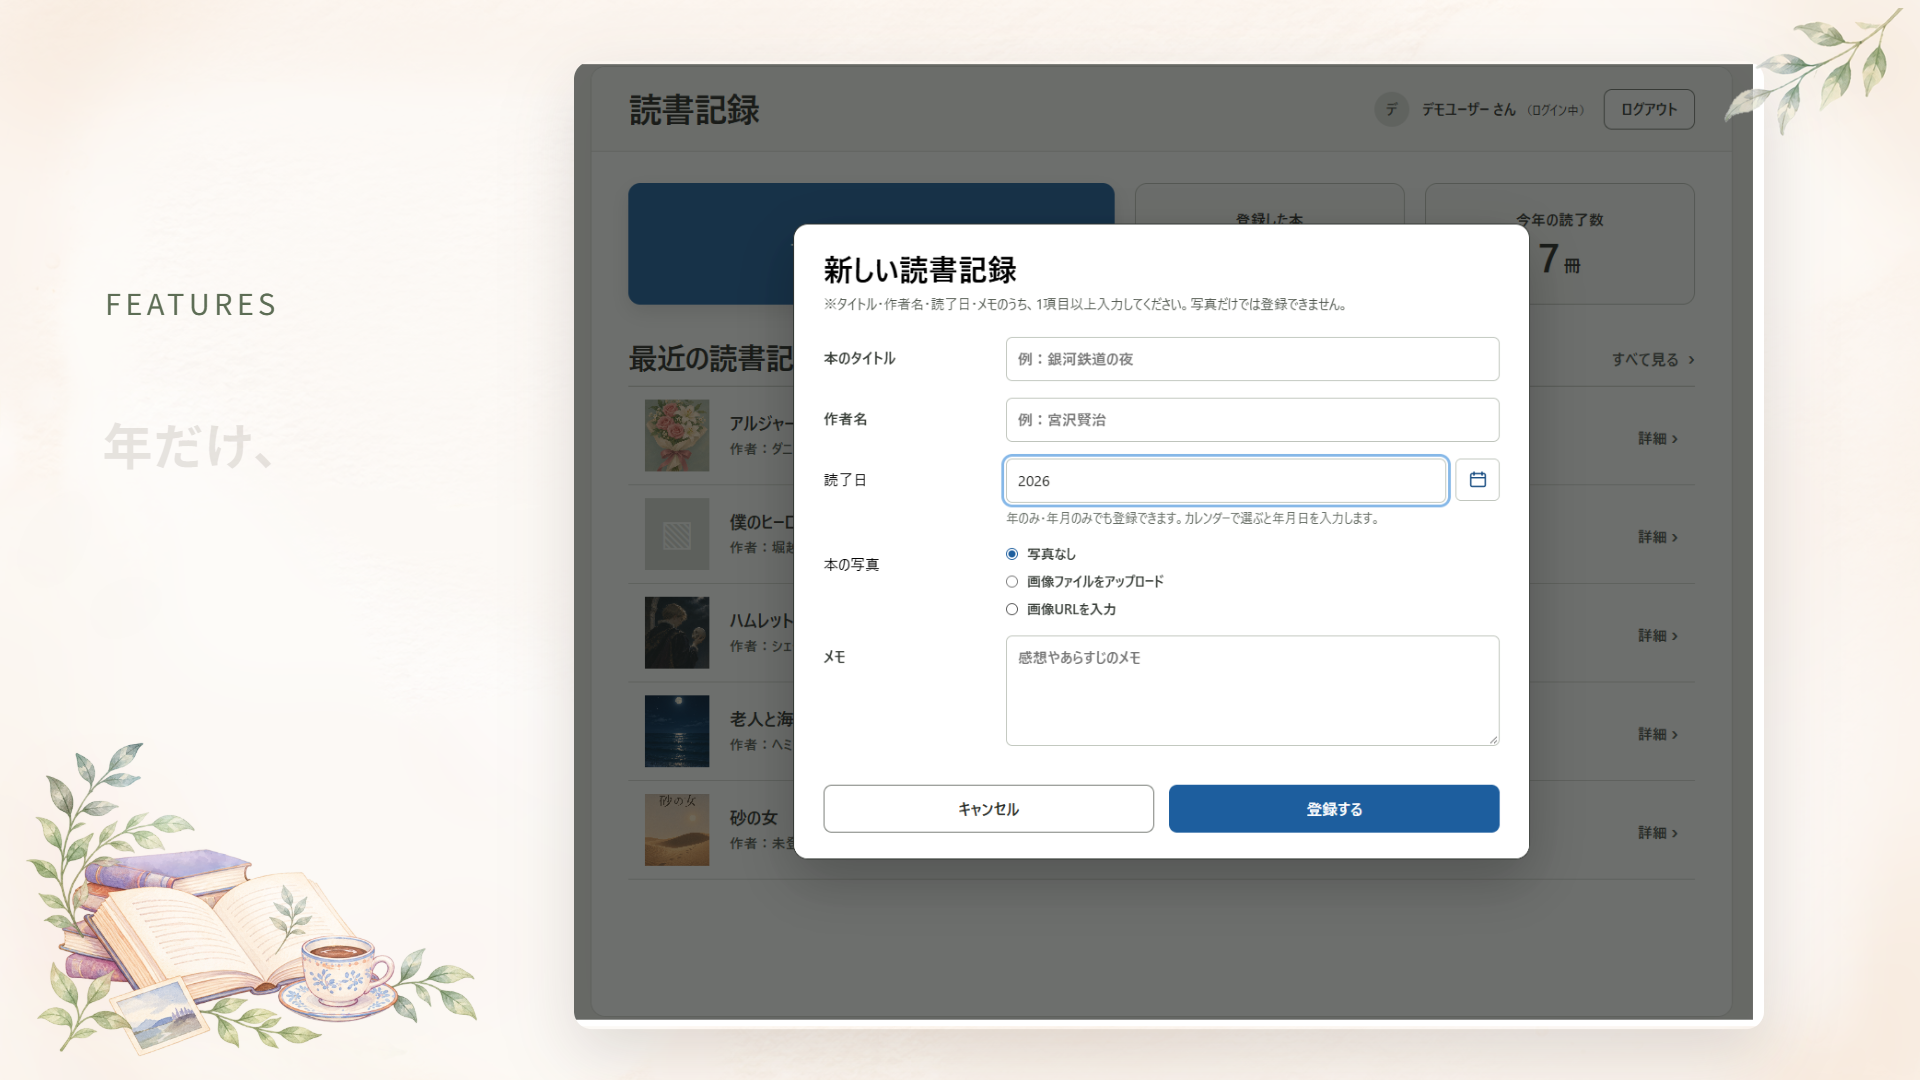 FEATURES
年だけ、
読書記録
デ
デモユーザー さん (ログイン中)
ログアウト
登録した本
今年の読了数
7冊
最近の読書記
すべて見る ›
アルジャー
作者:ダニ
詳細 ›
僕のヒーロ
作者:堀越
詳細 ›
ハムレット
作者:シェ
詳細 ›
老人と海
作者:ヘミ
詳細 ›
砂の女
砂の女
作者:未登
詳細 ›
新しい読書記録
※タイトル・作者名・読了日・メモのうち、1項目以上入力してください。写真だけでは登録できません。
本のタイトル
例：銀河鉄道の夜
作者名
例：宮沢賢治
読了日
2026
年のみ・年月のみでも登録できます。カレンダーで選ぶと年月日を入力します。
本の写真
写真なし
画像ファイルをアップロード
画像URLを入力
メモ
感想やあらすじのメモ
キャンセル
登録する